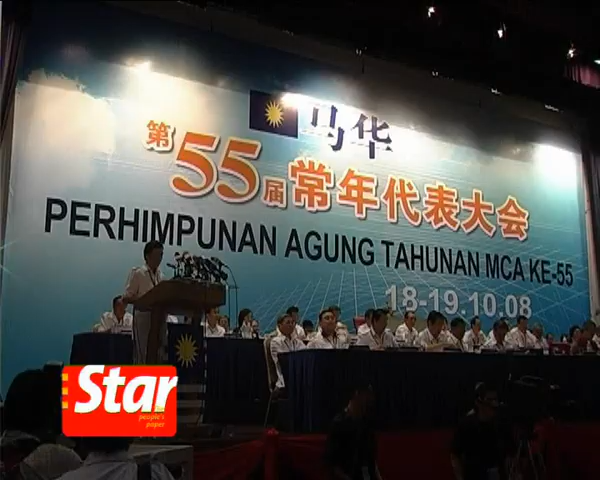 马华
第55届常年代表大会
PERHIMPUNAN AGUNG TAHUNAN MCA KE-55
18-19.10.08
Star
people's
paper